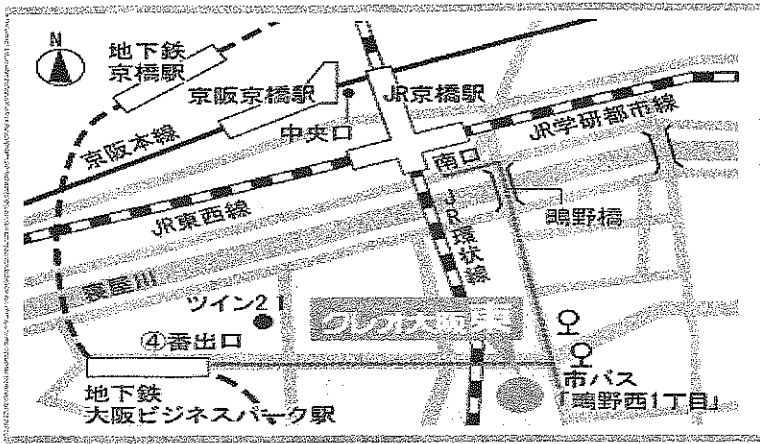 N
地下鉄
京橋駅
京阪京橋駅
JR京橋駅
中央口
京阪本線
JR学研都市線
南口
JR東西線
JR環状線
鴫野橋
寝屋川
ツイン21
クレオ大阪東
④番出口
地下鉄
大阪ビジネスパーク駅
市バス
「鴫野西1丁目」